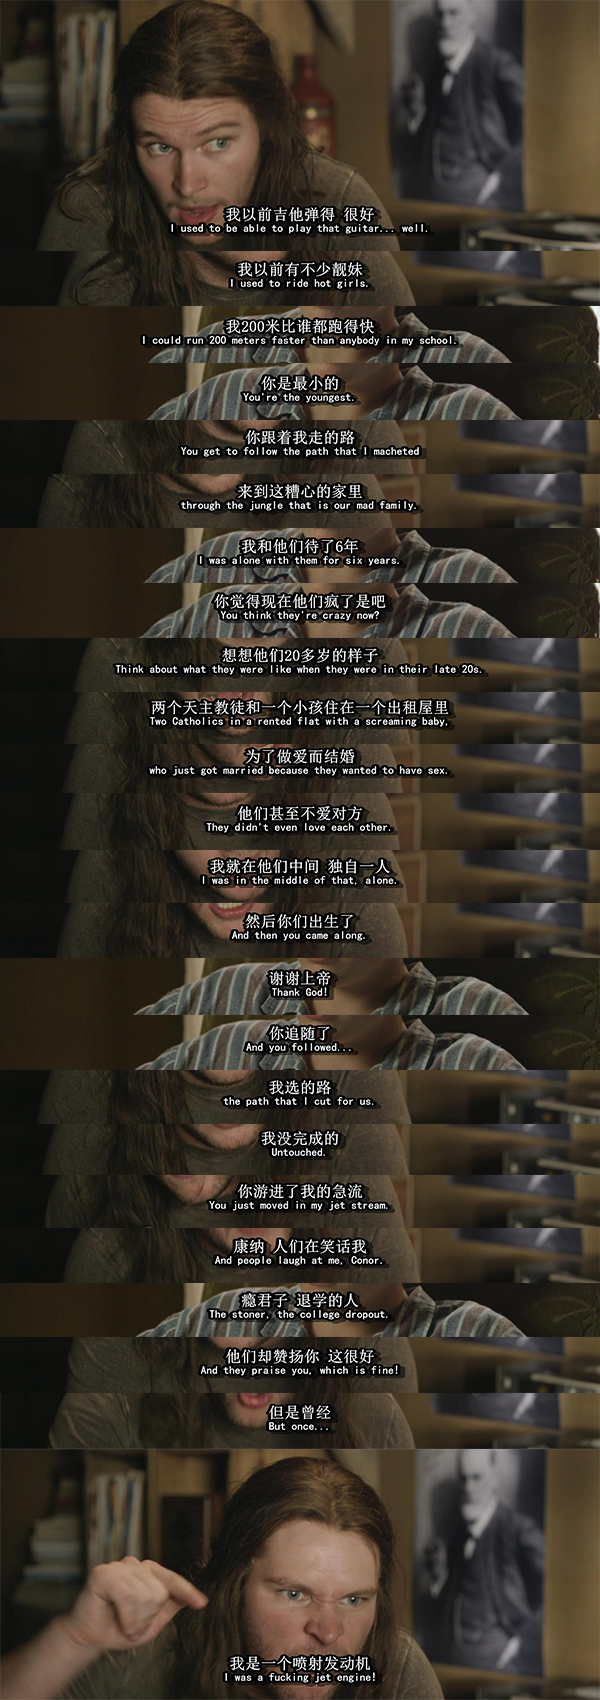 我以前吉他弹得 很好
I used to be able to play that guitar... well.
我以前有不少靓妹
I used to ride hot girls.
我200米比谁都跑得快
I could run 200 meters faster than anybody in my school.
你是最小的
You're the youngest.
你跟着我走的路
You get to follow the path that I macheted
来到这糟心的家里
through the jungle that is our mad family.
我和他们待了6年
I was alone with them for six years.
你觉得现在他们疯了是吧
You think they're crazy now?
想想他们20多岁的样子
Think about what they were like when they were in their late 20s.
两个天主教徒和一个小孩住在一个出租屋里
Two Catholics in a rented flat with a screaming baby,
为了做爱而结婚
who just got married because they wanted to have sex.
他们甚至不爱对方
They didn't even love each other.
我就在他们中间 独自一人
I was in the middle of that, alone.
然后你们出生了
And then you came along.
谢谢上帝
Thank God!
你追随了
And you followed...
我选的路
the path that I cut for us.
我没完成的
Untouched.
你游进了我的急流
You just moved in my jet stream.
康纳 人们在笑话我
And people laugh at me, Conor.
瘾君子 退学的人
The stoner, the college dropout.
他们却赞扬你 这很好
And they praise you, which is fine!
但是曾经
But once...
我是一个喷射发动机
I was a fucking jet engine!